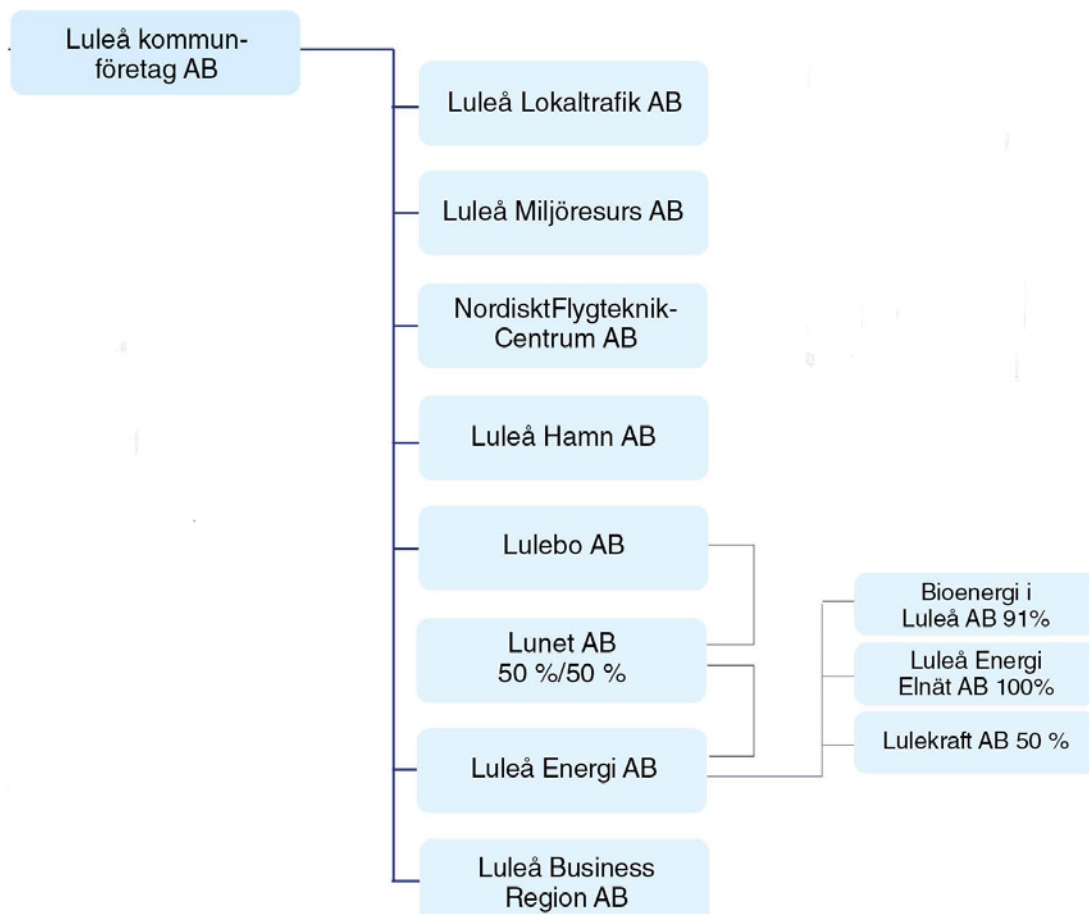 Luleå kommun-
företag AB
Luleå Lokaltrafik AB
Luleå Miljöresurs AB
NordisktFlygteknik-
Centrum AB
Luleå Hamn AB
Lulebo AB
Lunet AB
50 %/50 %
Luleå Energi AB
Bioenergi i
Luleå AB 91%
Luleå Energi
Elnät AB 100%
Lulekraft AB 50 %
Luleå Business
Region AB